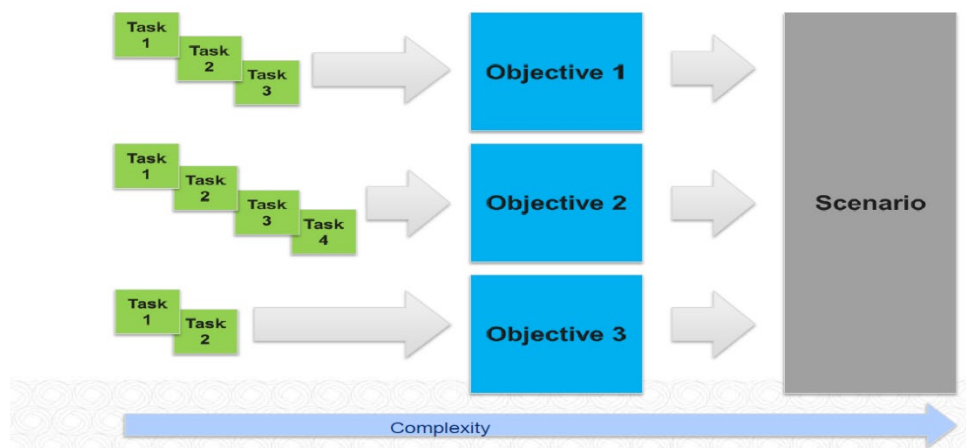 Task
1
Task
2
Task
3
Objective 1
Task
1
Task
2
Task
3
Task
4
Objective 2
Scenario
Task
1
Task
2
Objective 3
Complexity